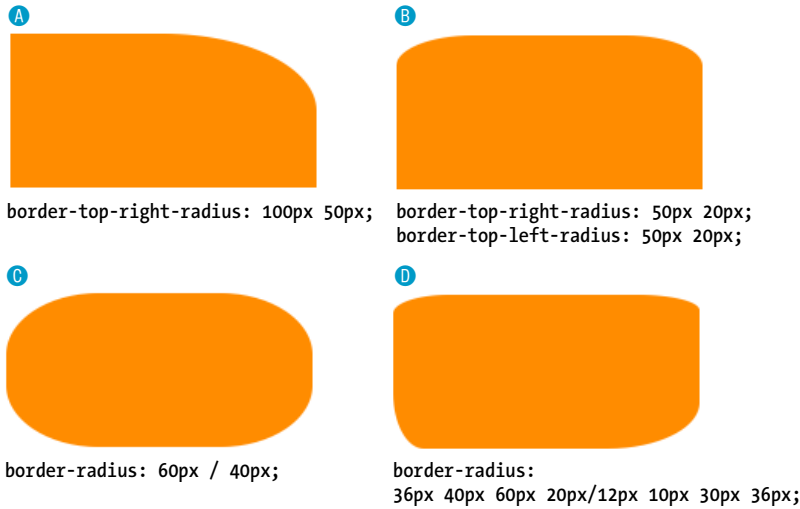 A
B
border-top-right-radius: 100px 50px;
border-top-right-radius: 50px 20px;
border-top-left-radius: 50px 20px;
C
D
border-radius: 60px / 40px;
border-radius:
36px 40px 60px 20px/12px 10px 30px 36px;